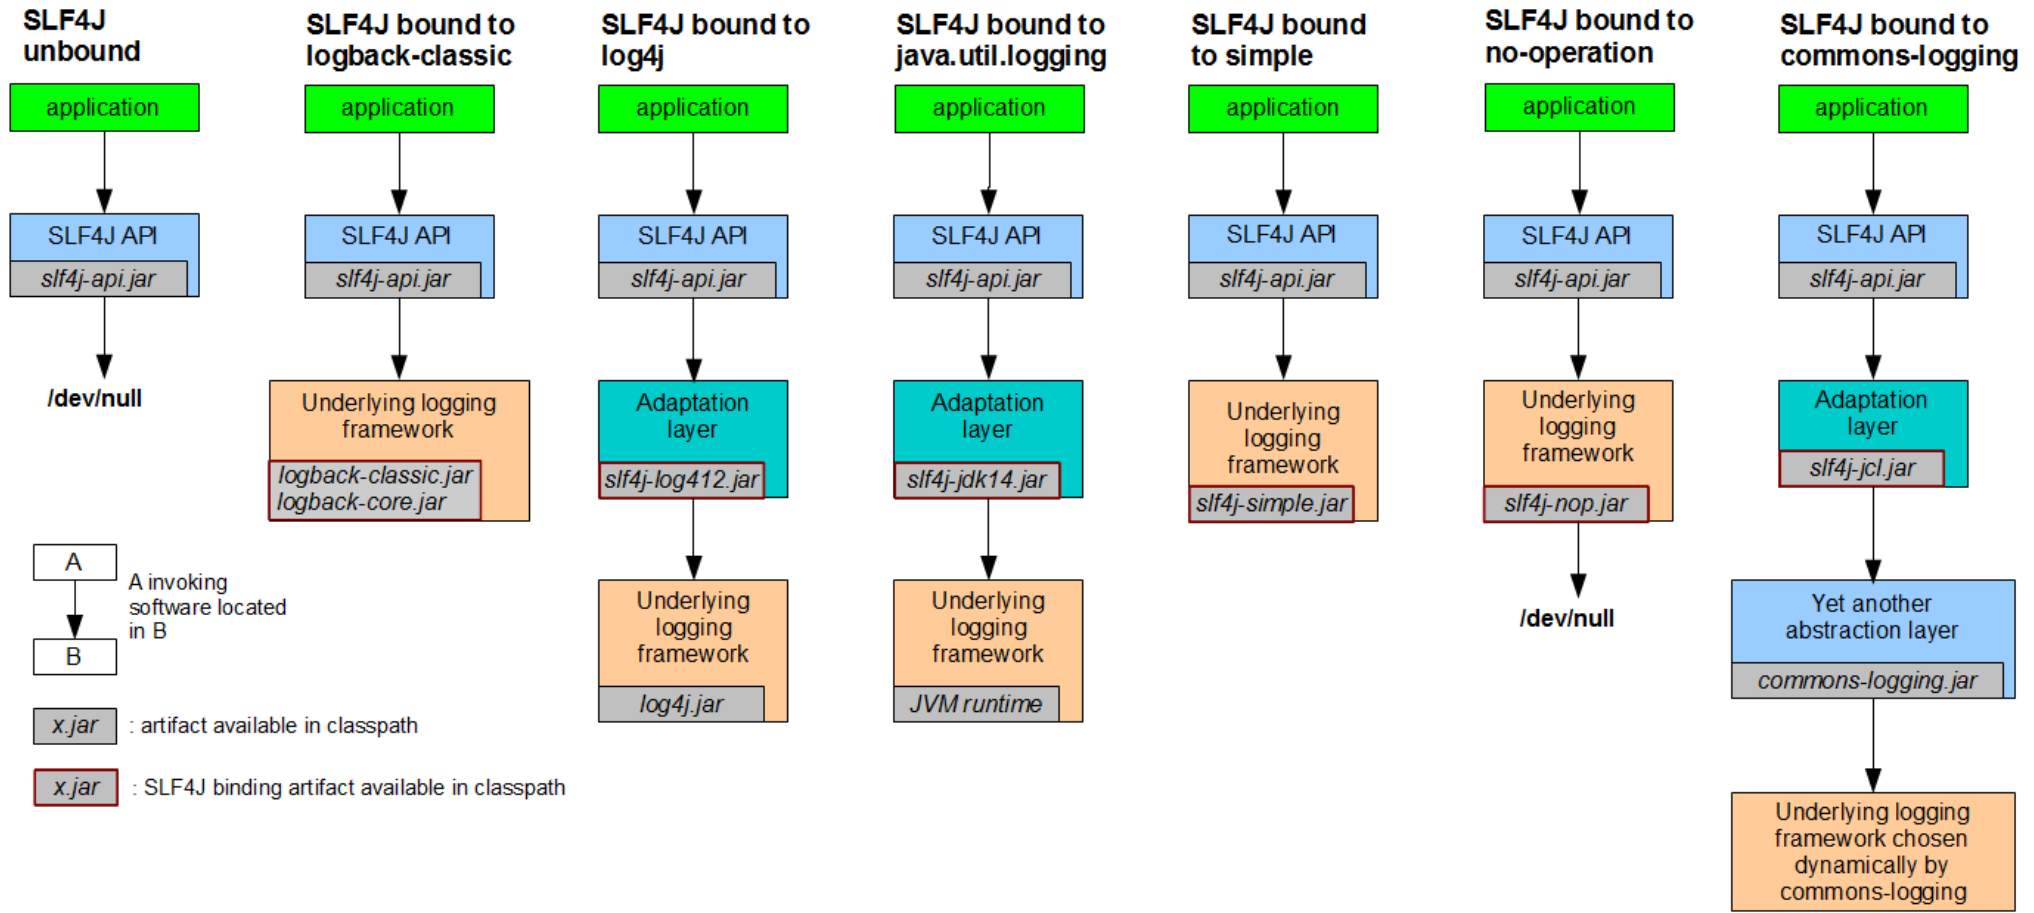 SLF4J
unbound
application
SLF4J API
slf4j-api.jar
/dev/null
SLF4J bound to
logback-classic
application
SLF4J API
slf4j-api.jar
Underlying logging
framework
logback-classic.jar
logback-core.jar
SLF4J bound to
log4j
application
SLF4J API
slf4j-api.jar
Adaptation
layer
slf4j-log412.jar
Underlying
logging
framework
log4j.jar
SLF4J bound to
java.util.logging
application
SLF4J API
slf4j-api.jar
Adaptation
layer
slf4j-jdk14.jar
Underlying
logging
framework
JVM runtime
SLF4J bound
to simple
application
SLF4J API
slf4j-api.jar
Underlying
logging
framework
slf4j-simple.jar
SLF4J bound to
no-operation
application
SLF4J API
slf4j-api.jar
Underlying
logging
framework
slf4j-nop.jar
/dev/null
SLF4J bound to
commons-logging
application
SLF4J API
slf4j-api.jar
Adaptation
layer
slf4j-jcl.jar
Yet another
abstraction layer
commons-logging.jar
Underlying logging
framework chosen
dynamically by
commons-logging
A
B
A invoking
software located
in B
x.jar : artifact available in classpath
x.jar : SLF4J binding artifact available in classpath